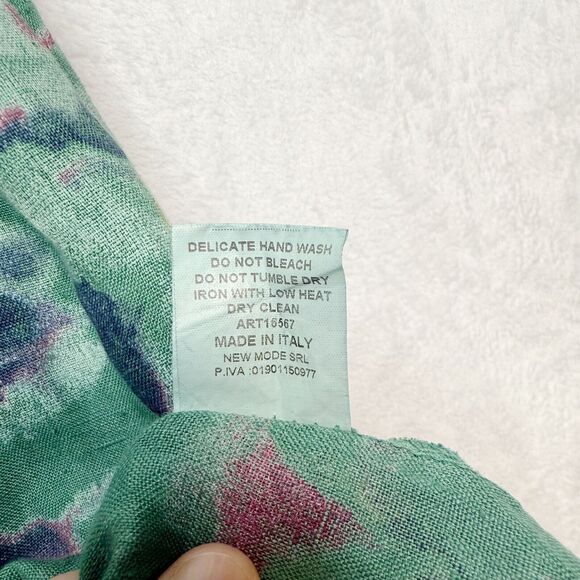 DELICATE HAND WASH
DO NOT BLEACH
DO NOT TUMBLE DRY
IRON WITH LOW HEAT
DRY CLEAN
ART16567
MADE IN ITALY
NEW MODE SRL
P.IVA :01901150977